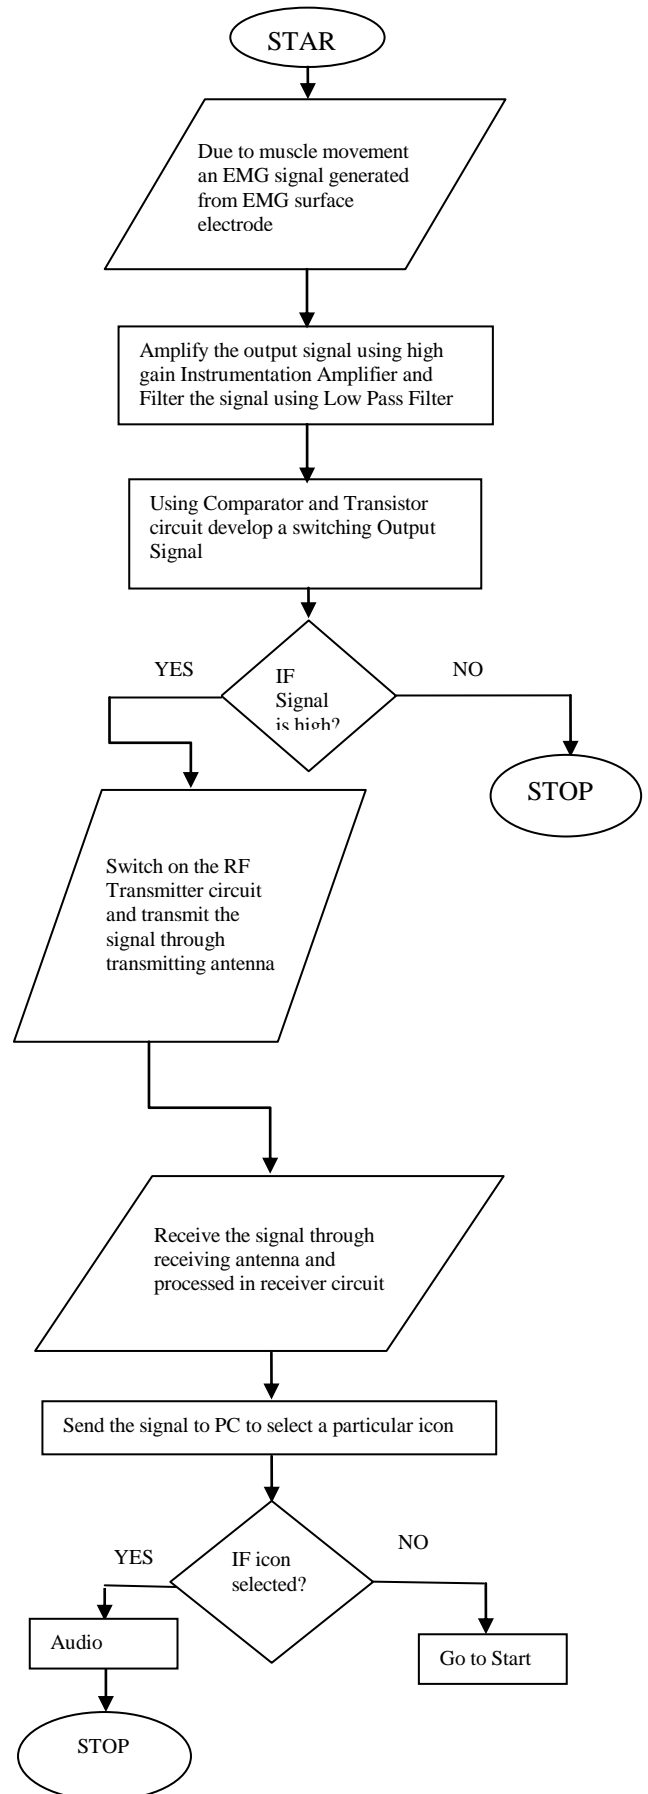 STAR
Due to muscle movement
an EMG signal generated
from EMG surface
electrode
Amplify the output signal using high
gain Instrumentation Amplifier and
Filter the signal using Low Pass Filter
Using Comparator and Transistor
circuit develop a switching Output
Signal
YES
NO
IF
Signal
is high?
STOP
Switch on the RF
Transmitter circuit
and transmit the
signal through
transmitting antenna
Receive the signal through
receiving antenna and
processed in receiver circuit
Send the signal to PC to select a particular icon
YES
NO
IF icon
selected?
Audio
Go to Start
STOP